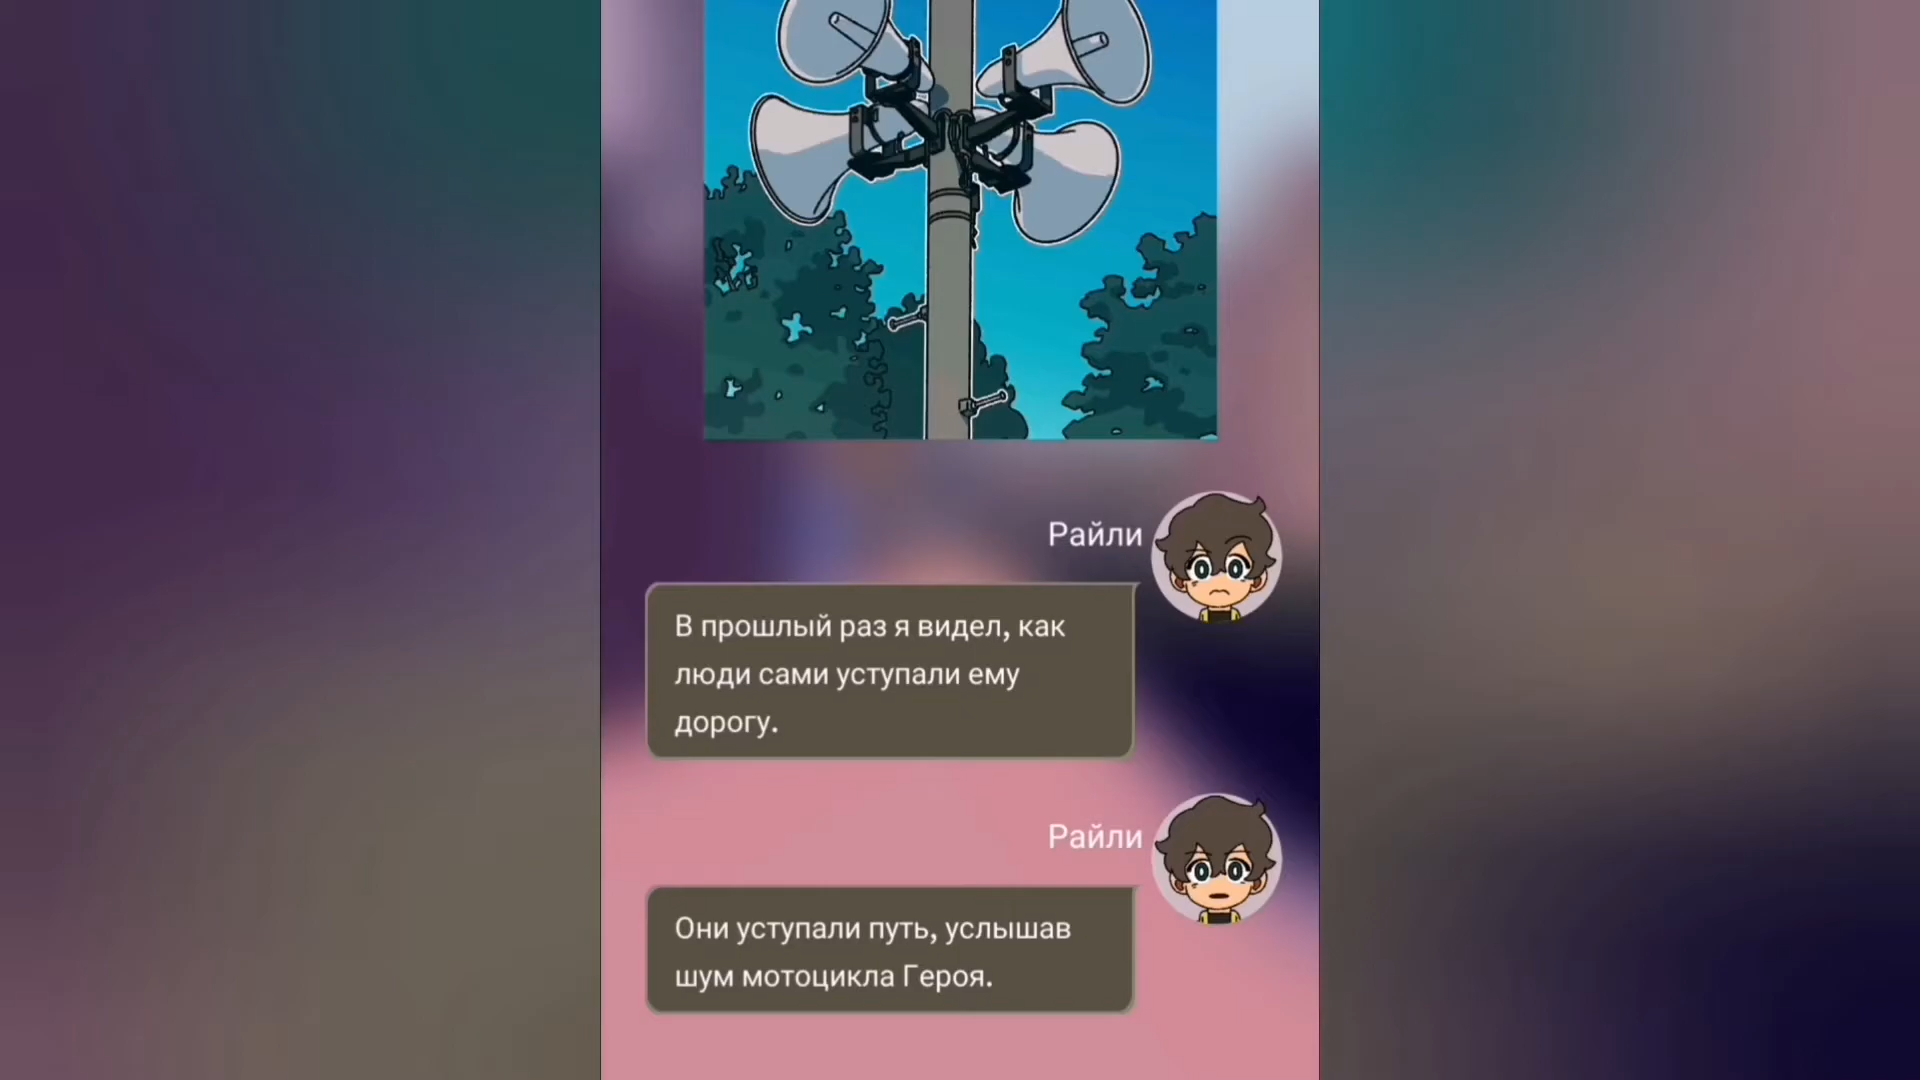 Райли
В прошлый раз я видел, как
люди сами уступали ему
дорогу.
Райли
Они уступали путь, услышав
шум мотоцикла Героя.